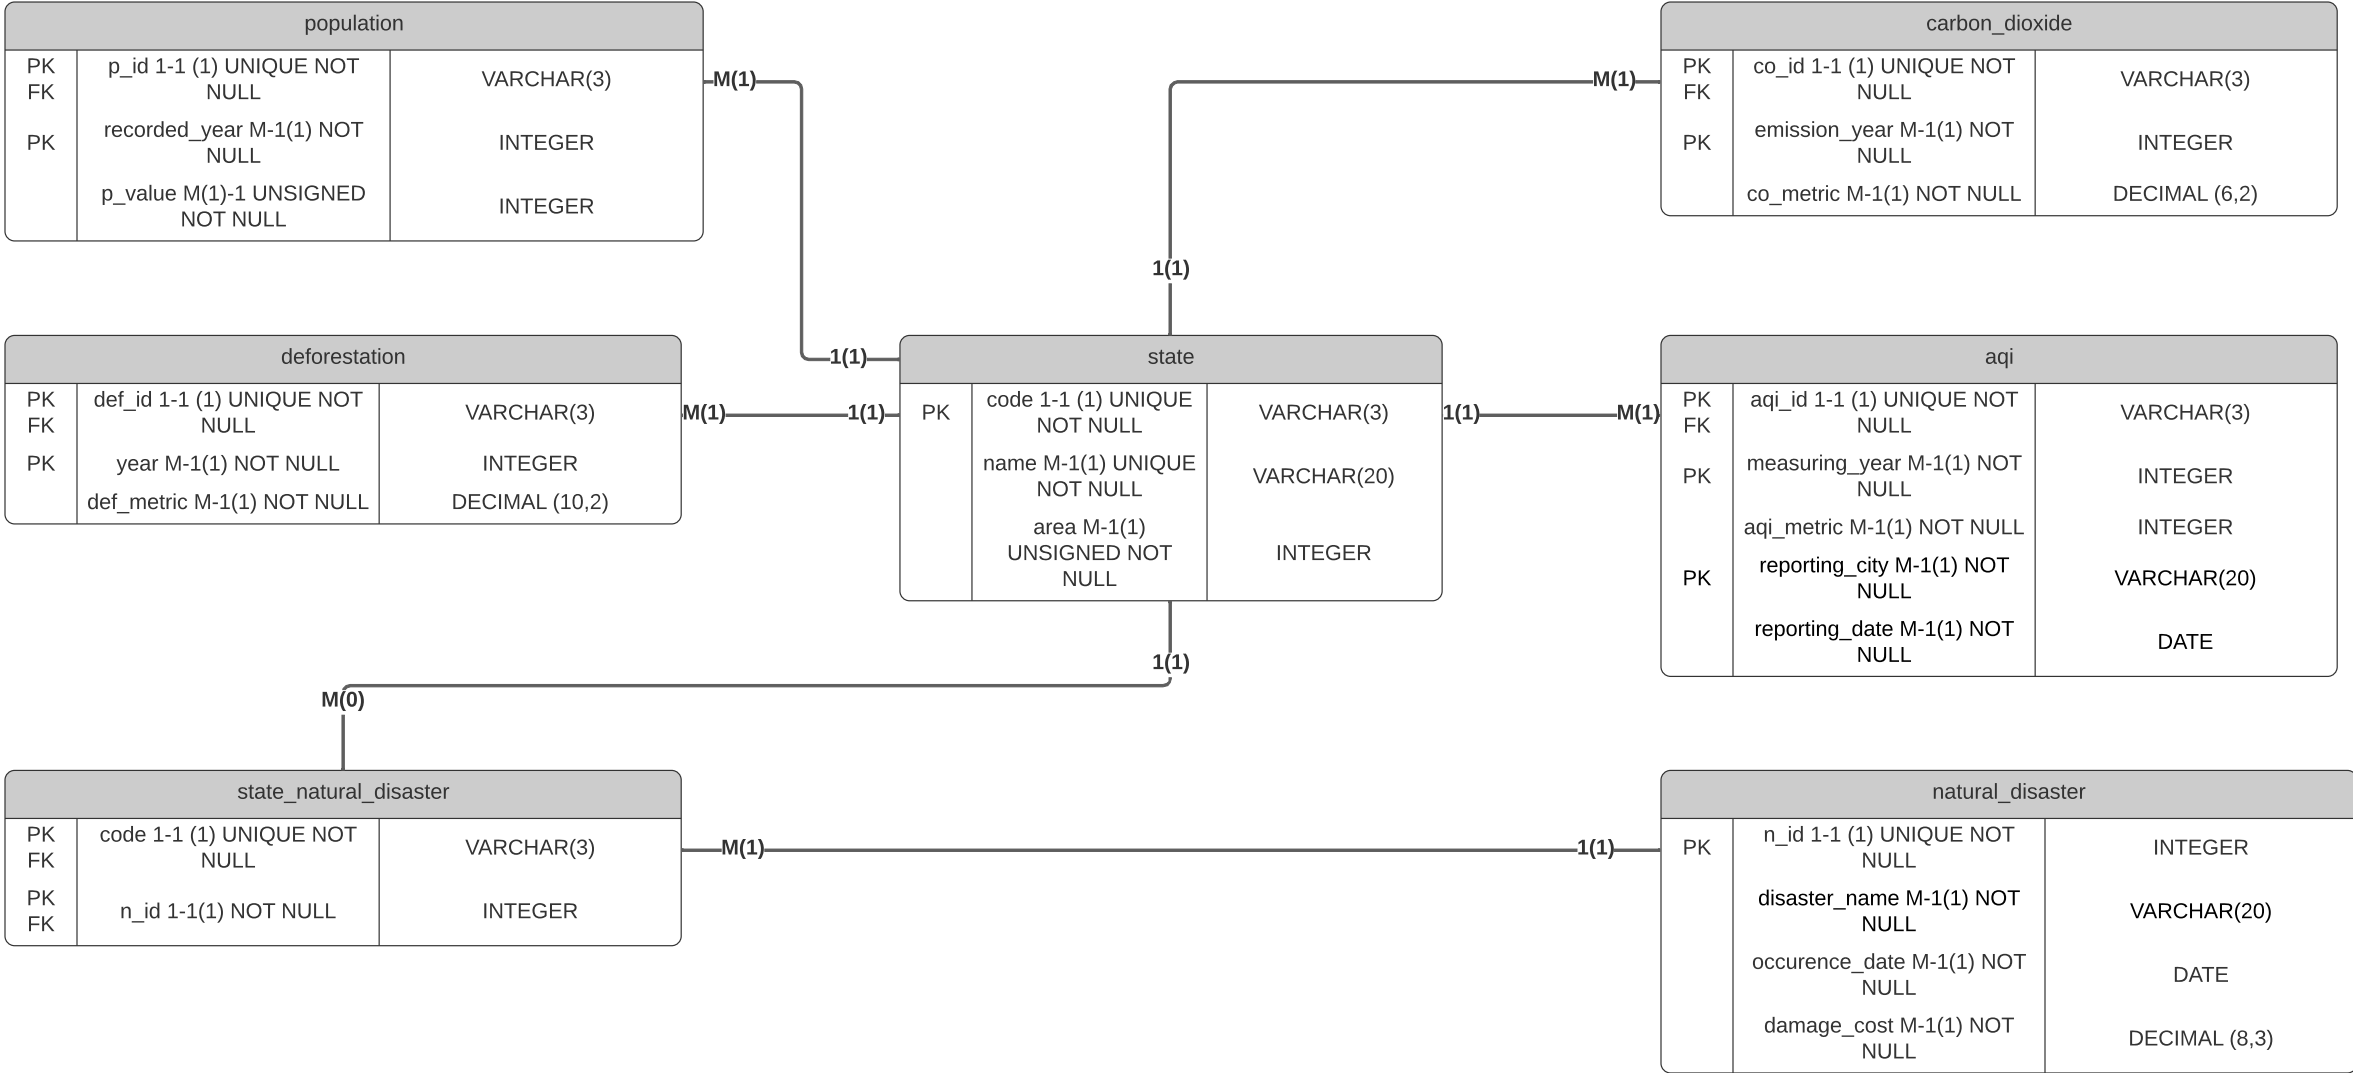 population
PK
FK
p_id 1-1 (1) UNIQUE NOT
NULL
VARCHAR(3)
PK
recorded_year M-1(1) NOT
NULL
INTEGER
p_value M(1)-1 UNSIGNED
NOT NULL
INTEGER
M(1)
1(1)
carbon_dioxide
PK
FK
co_id 1-1 (1) UNIQUE NOT
NULL
VARCHAR(3)
PK
emission_year M-1(1) NOT
NULL
INTEGER
co_metric M-1(1) NOT NULL
DECIMAL (6,2)
M(1)
1(1)
deforestation
PK
FK
def_id 1-1 (1) UNIQUE NOT
NULL
VARCHAR(3)
PK
year M-1(1) NOT NULL
INTEGER
def_metric M-1(1) NOT NULL
DECIMAL (10,2)
M(1)
1(1)
state
PK
code 1-1 (1) UNIQUE
NOT NULL
VARCHAR(3)
name M-1(1) UNIQUE
NOT NULL
VARCHAR(20)
area M-1(1)
UNSIGNED NOT
NULL
INTEGER
1(1)
M(1)
aqi
PK
FK
aqi_id 1-1 (1) UNIQUE NOT
NULL
VARCHAR(3)
PK
measuring_year M-1(1) NOT
NULL
INTEGER
aqi_metric M-1(1) NOT NULL
INTEGER
PK
reporting_city M-1(1) NOT
NULL
VARCHAR(20)
reporting_date M-1(1) NOT
NULL
DATE
1(1)
M(0)
state_natural_disaster
PK
FK
code 1-1 (1) UNIQUE NOT
NULL
VARCHAR(3)
PK
FK
n_id 1-1(1) NOT NULL
INTEGER
M(1)
1(1)
natural_disaster
PK
n_id 1-1 (1) UNIQUE NOT
NULL
INTEGER
disaster_name M-1(1) NOT
NULL
VARCHAR(20)
occurence_date M-1(1) NOT
NULL
DATE
damage_cost M-1(1) NOT
NULL
DECIMAL (8,3)